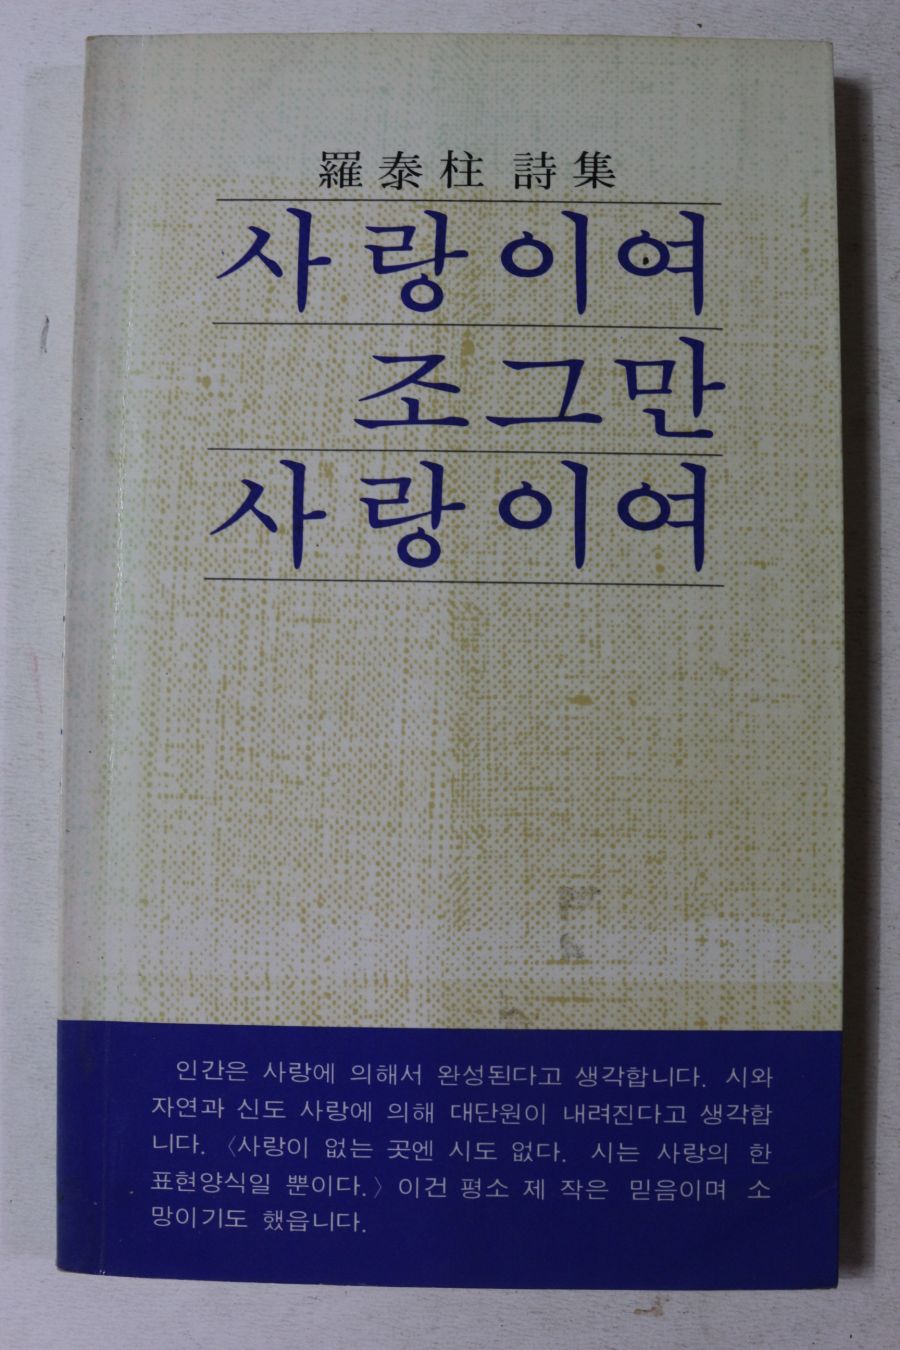 羅泰柱 詩集
사랑이여
조그만
사랑이여
인간은 사랑에 의해서 완성된다고 생각합니다. 시와
자연과 신도 사랑에 의해 대단원이 내려진다고 생각합
니다. 〈사랑이 없는 곳엔 시도 없다. 시는 사랑의 한
표현양식일 뿐이다.〉 이건 평소 제 작은 믿음이며 소
망이기도 했읍니다.